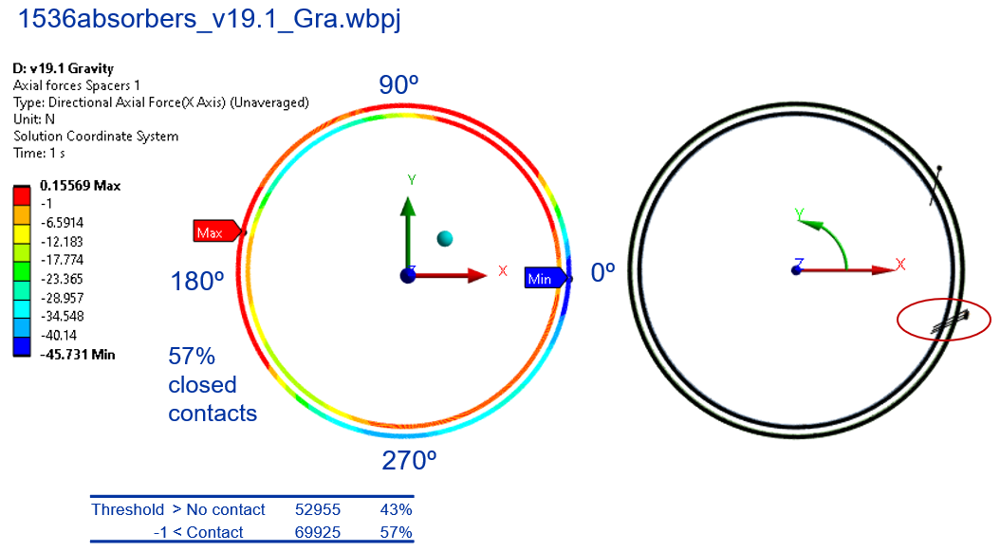 1536absorbers_v19.1_Gra.wbpj
D: v19.1 Gravity
Axial forces Spacers 1
Type: Directional Axial Force(X Axis) (Unaveraged)
Unit: N
Solution Coordinate System
Time: 1 s
0.15569 Max
-1
-6.5914
-12.183
-17.774
-23.365
-28.957
-34.548
-40.14
-45.731 Min
90º
Y
Max
Z
X
Min
0º
180º
57%
closed
contacts
270º
Y
Z
X
Threshold > No contact 52955 43%
-1 < Contact 69925 57%